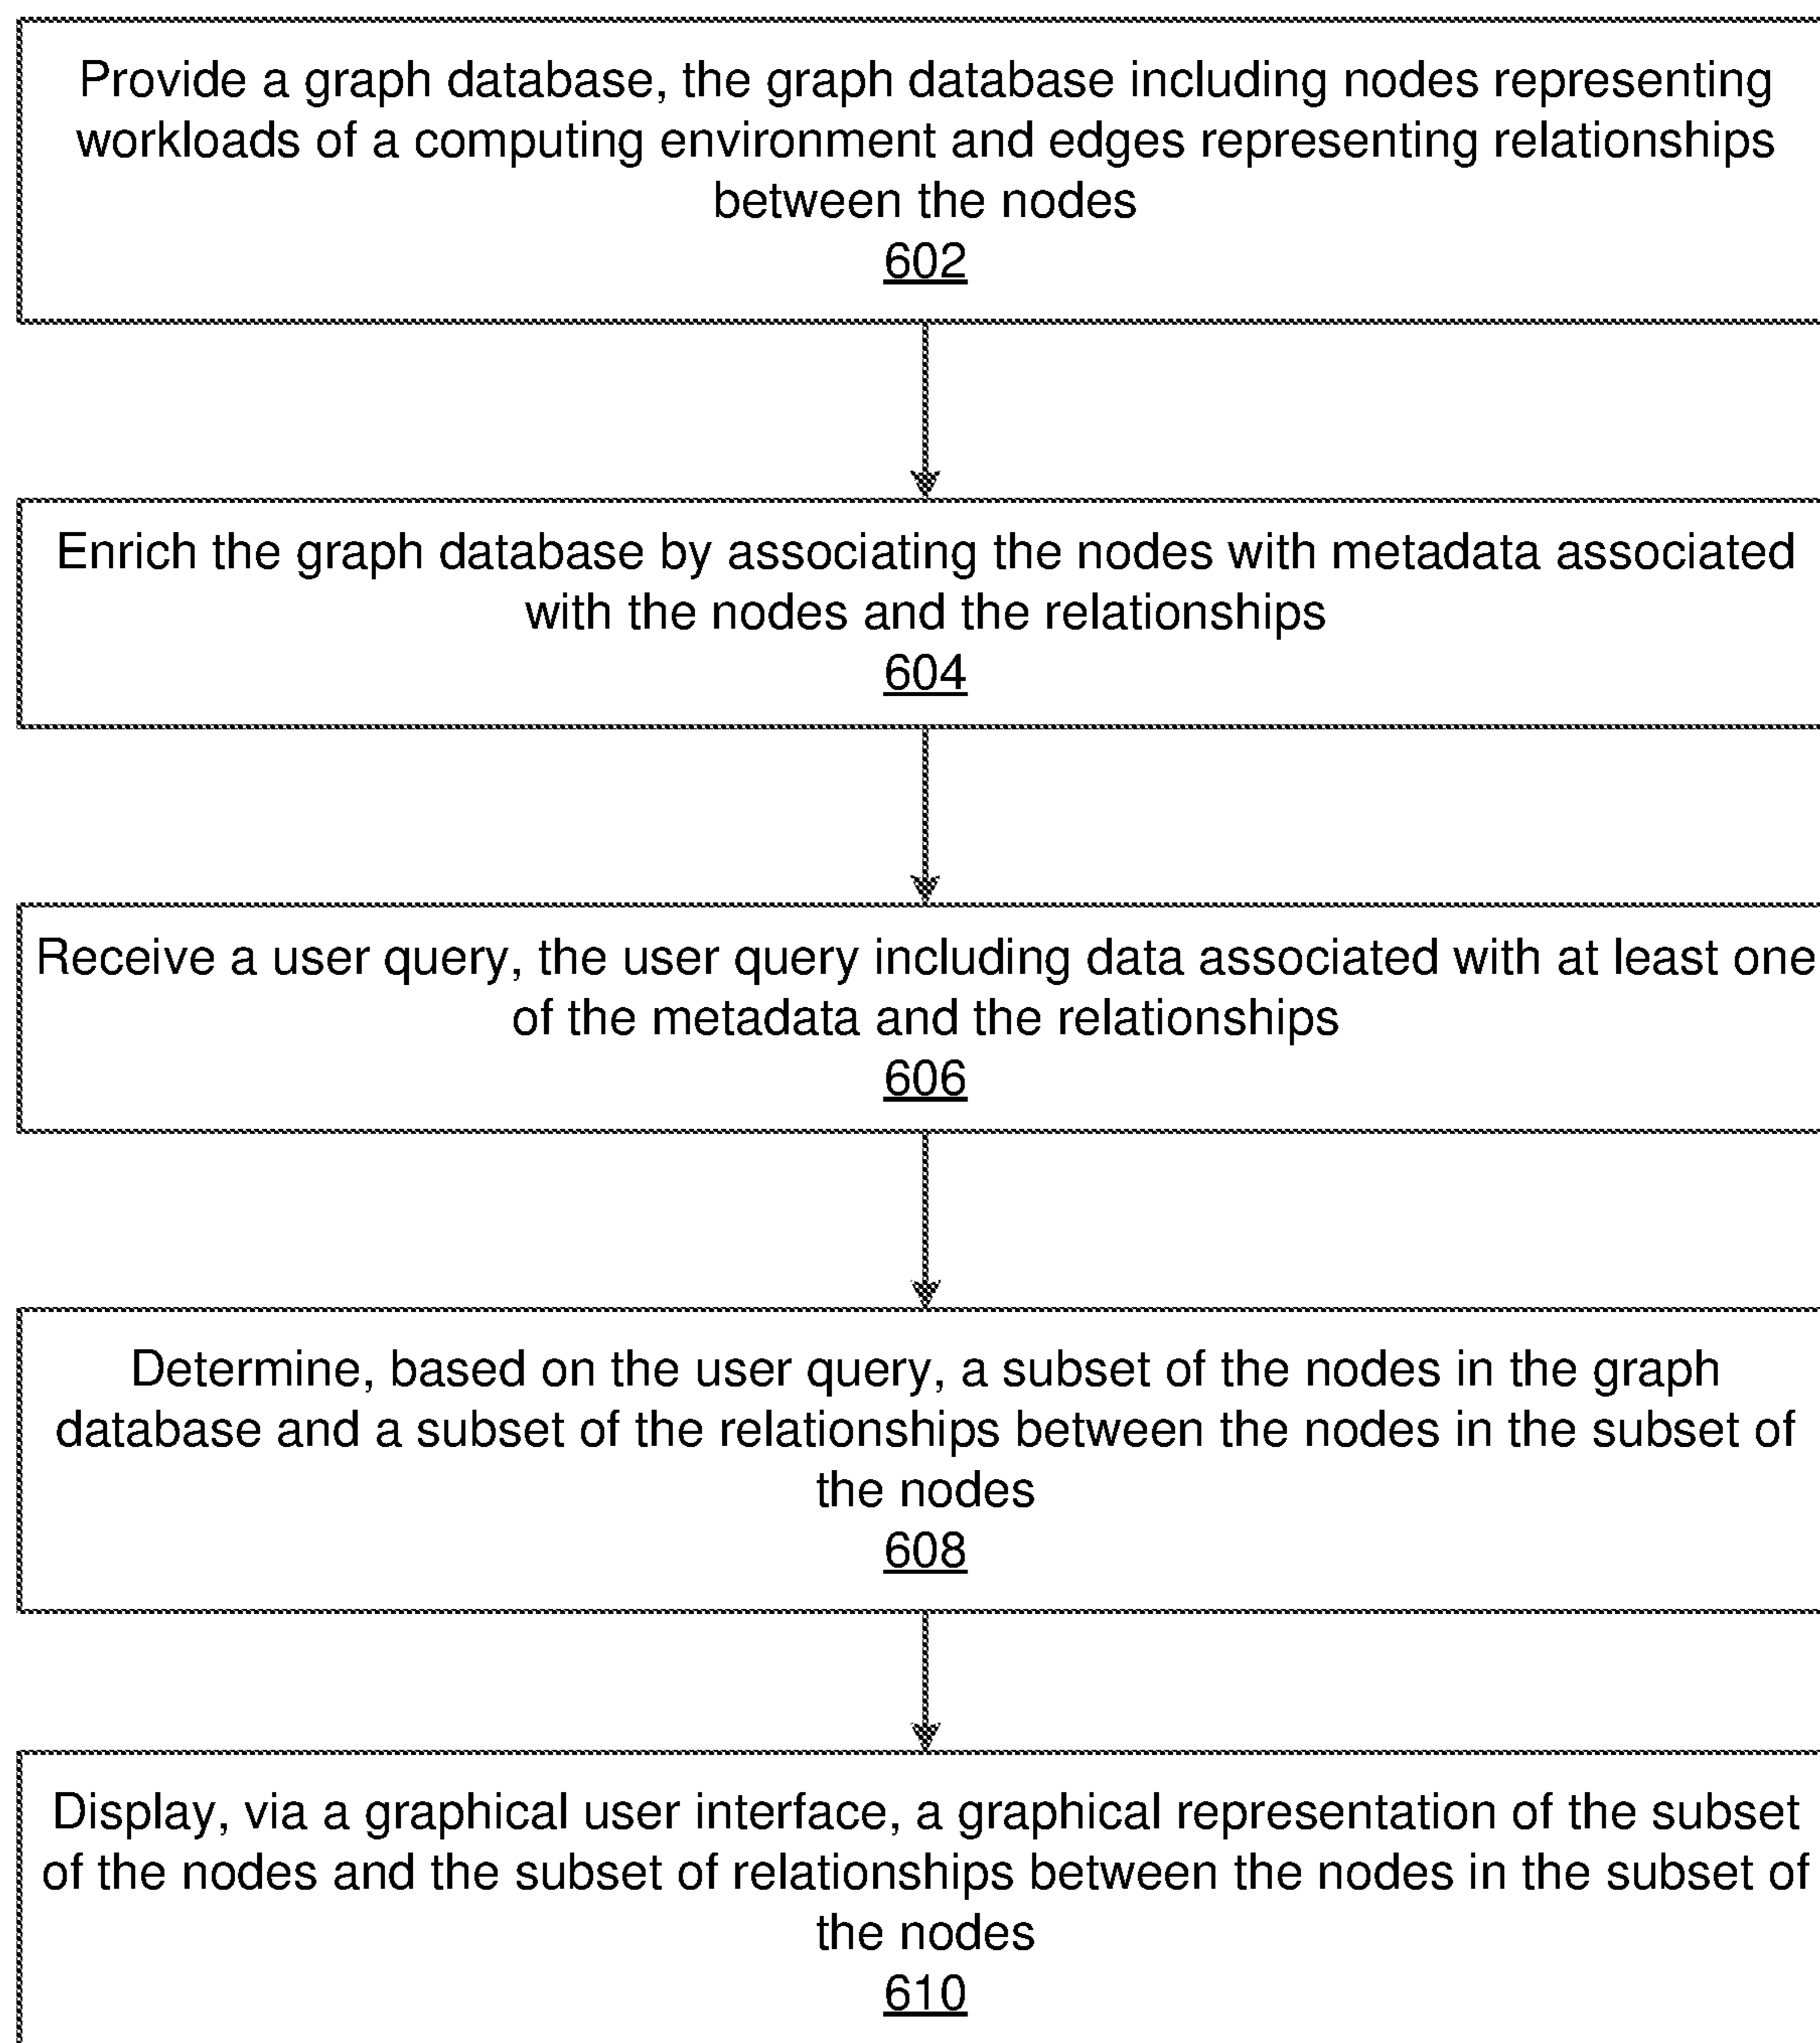 Provide a graph database, the graph database including nodes representing
workloads of a computing environment and edges representing relationships
between the nodes
602
Enrich the graph database by associating the nodes with metadata associated
with the nodes and the relationships
604
Receive a user query, the user query including data associated with at least one
of the metadata and the relationships
606
Determine, based on the user query, a subset of the nodes in the graph
database and a subset of the relationships between the nodes in the subset of
the nodes
608
Display, via a graphical user interface, a graphical representation of the subset
of the nodes and the subset of relationships between the nodes in the subset of
the nodes
610